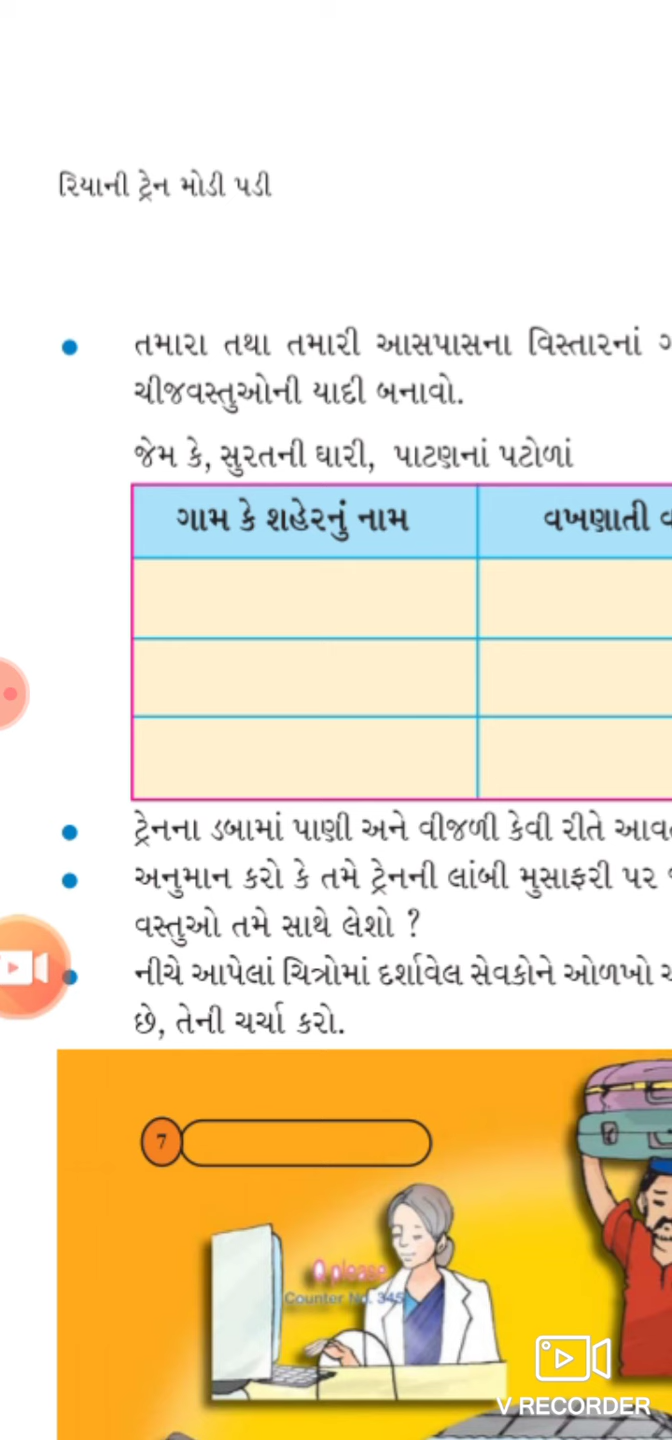 રિયાની ટ્રેન મોડી પડી
તમારા તથા તમારી આસપાસના વિસ્તારનાં
ચીજવસ્તુઓની યાદી બનાવો.
જેમ કે, સુરતની ઘારી, પાટણનાં પટોળાં
ગામ કે શહેરનું નામ
વખણાતી
ટ્રેનના ડબામાં પાણી અને વીજળી કેવી રીતે
અનુમાન કરો કે તમે ટ્રેનની લાંબી મુસાફરી પર
વસ્તુઓ તમે સાથે લેશો ?
નીચે આપેલાં ચિત્રોમાં દર્શાવેલ સેવકોને ઓળખો
છે, તેની ચર્ચા કરો.
7
Q please
Counter No. 345
V RECORDER